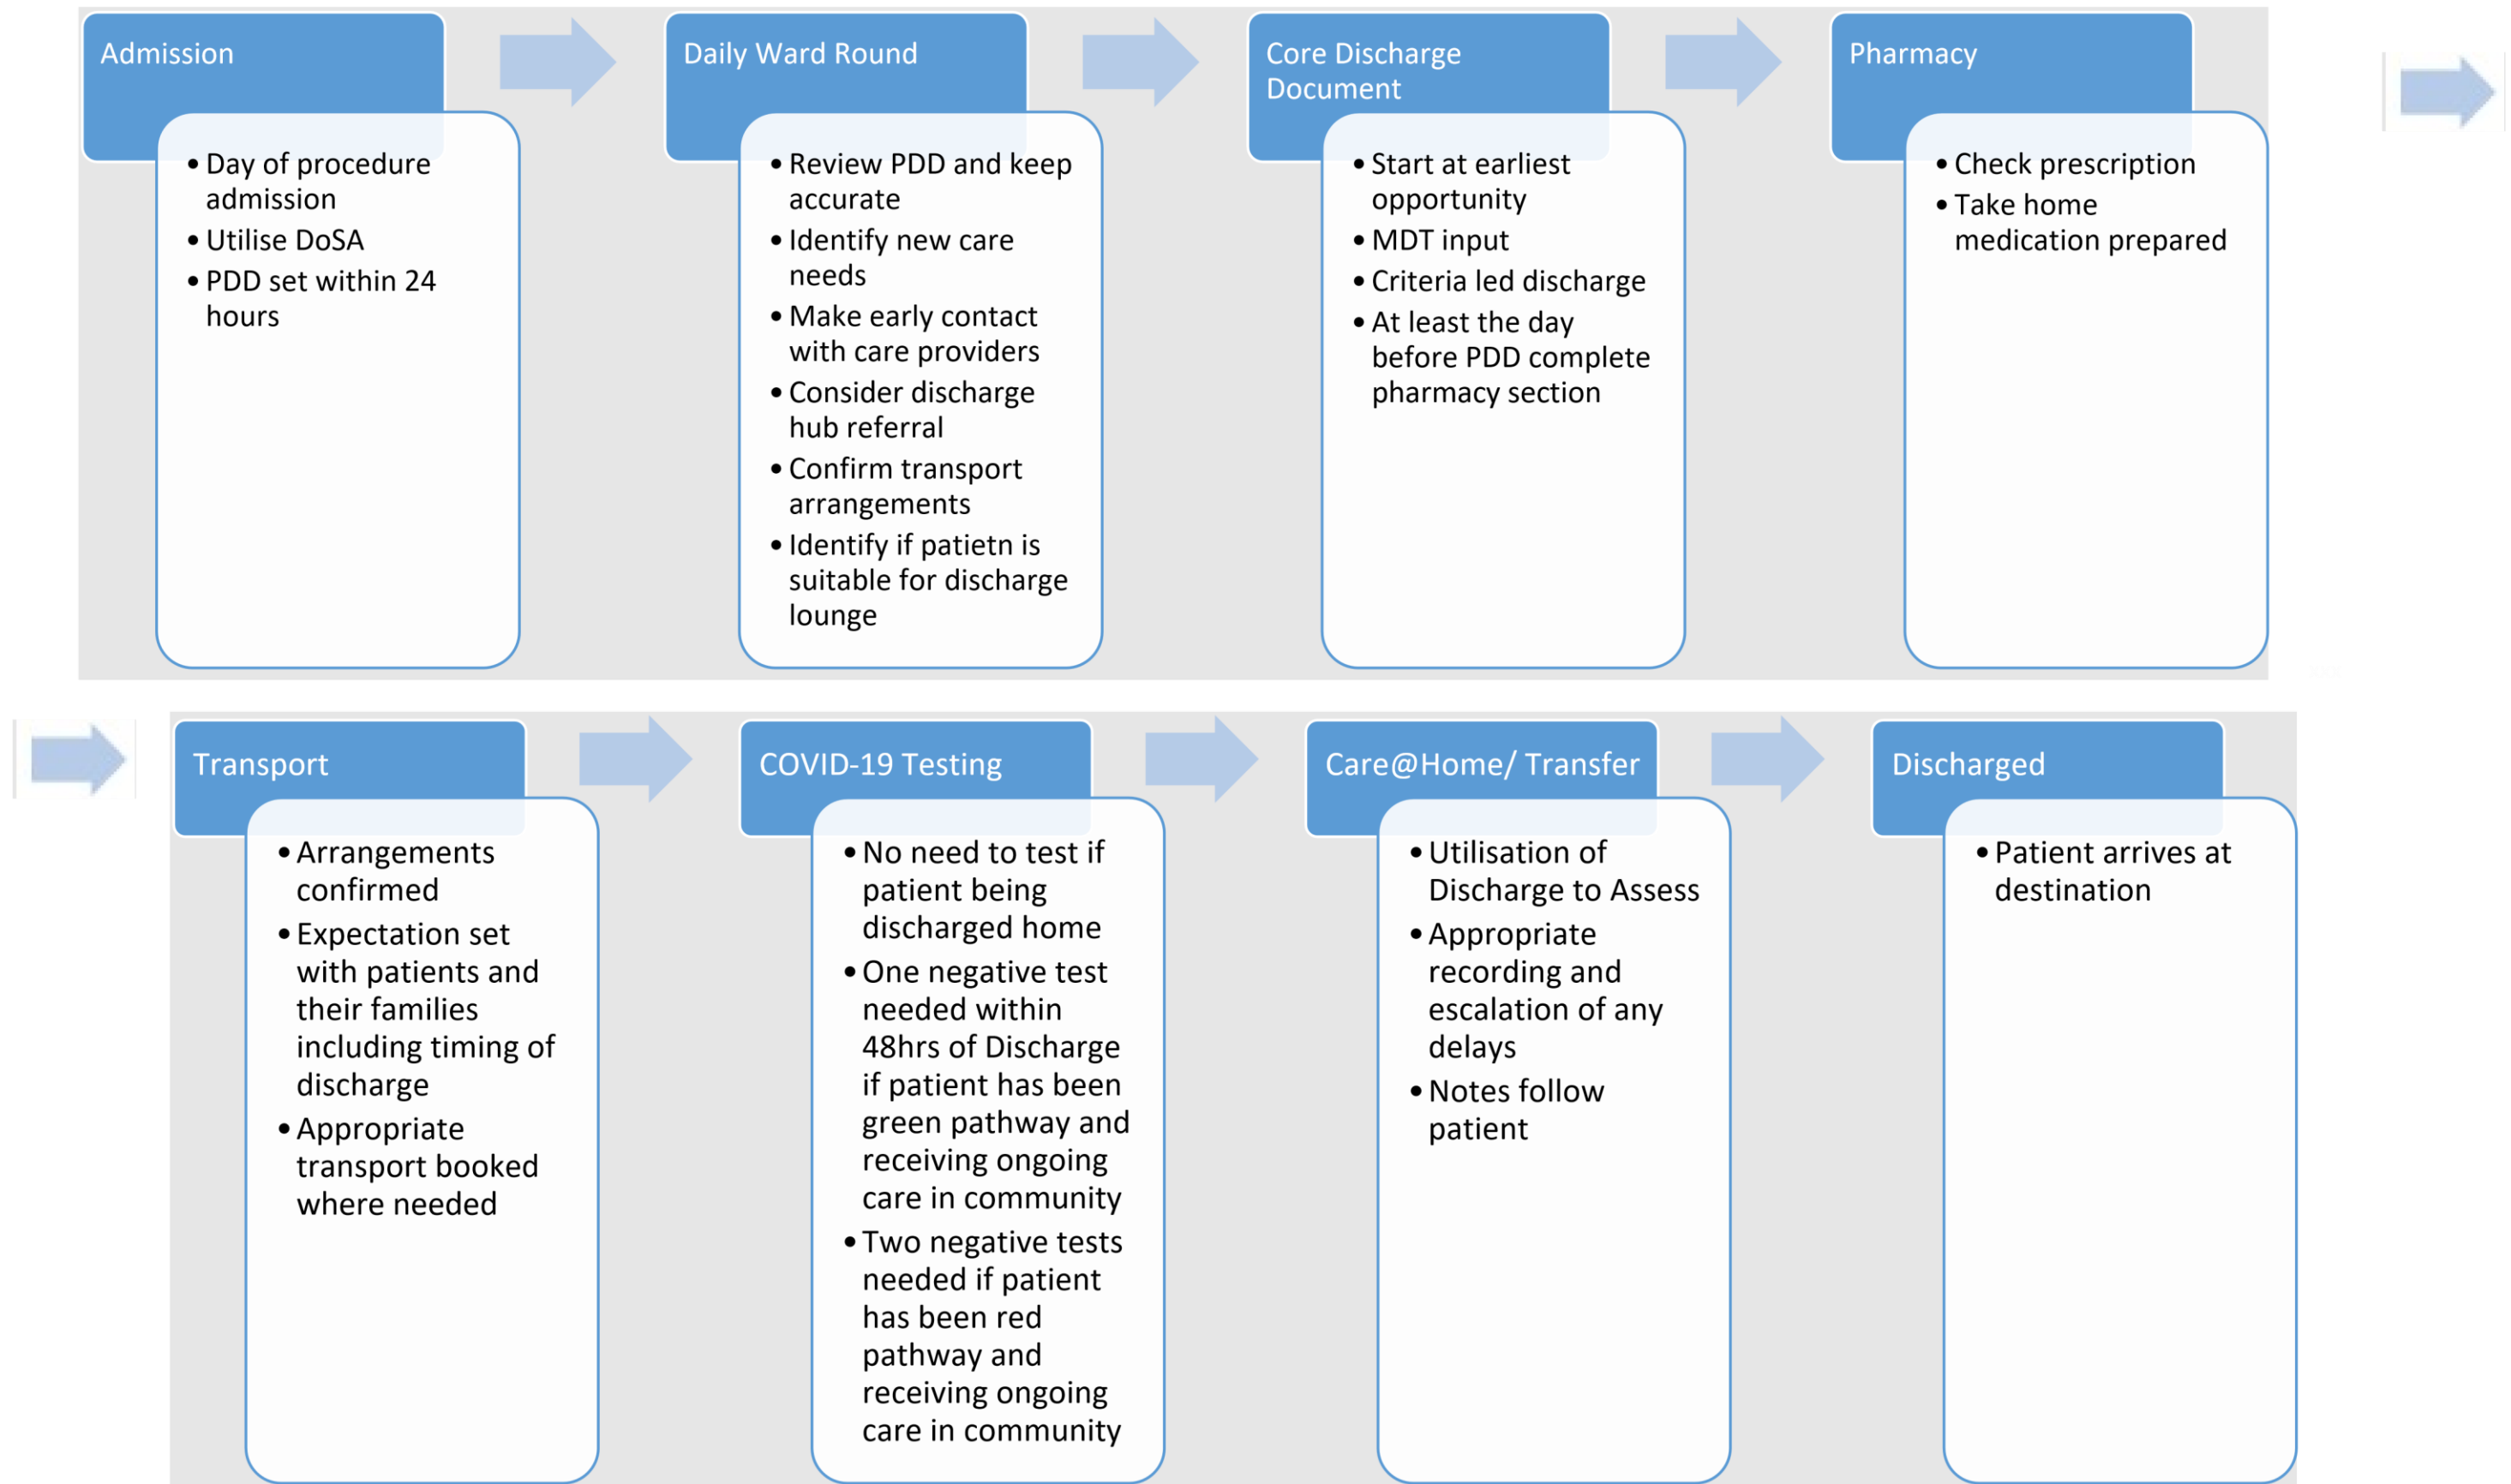 Admission
• Day of procedure
admission
• Utilise DoSA
• PDD set within 24
hours
Daily Ward Round
• Review PDD and keep
accurate
• Identify new care
needs
• Make early contact
with care providers
• Consider discharge
hub referral
• Confirm transport
arrangements
• Identify if patietn is
suitable for discharge
lounge
Core Discharge
Document
• Start at earliest
opportunity
• MDT input
• Criteria led discharge
• At least the day
before PDD complete
pharmacy section
Pharmacy
• Check prescription
• Take home
medication prepared
Transport
• Arrangements
confirmed
• Expectation set
with patients and
their families
including timing of
discharge
• Appropriate
transport booked
where needed
COVID-19 Testing
• No need to test if
patient being
discharged home
• One negative test
needed within
48hrs of Discharge
if patient has been
green pathway and
receiving ongoing
care in community
• Two negative tests
needed if patient
has been red
pathway and
receiving ongoing
care in community
Care@Home/ Transfer
• Utilisation of
Discharge to Assess
• Appropriate
recording and
escalation of any
delays
• Notes follow
patient
Discharged
• Patient arrives at
destination